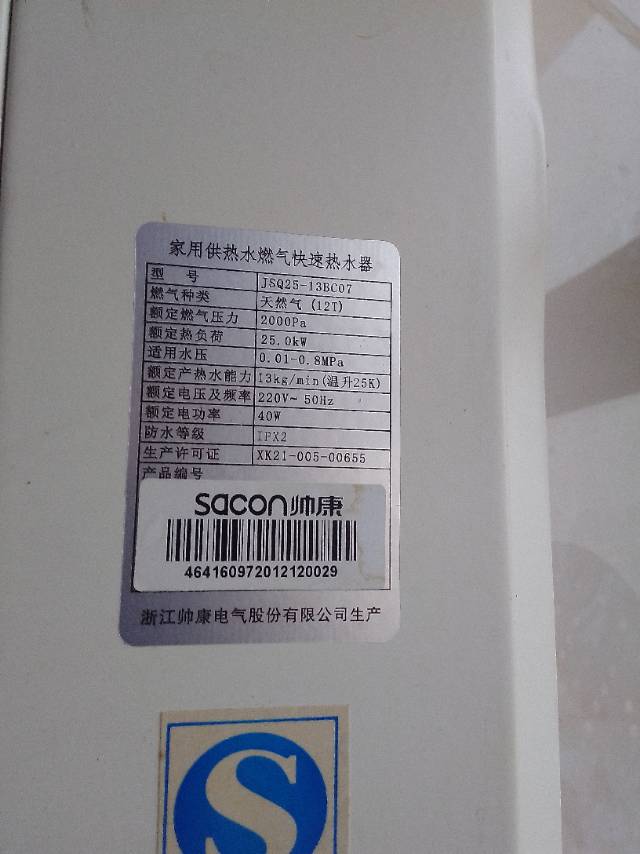 家用供热水燃气快速热水器
型 号 JSQ25-13BC07
燃气种类 天然气(12T)
额定燃气压力 2000Pa
额定热负荷 25.0kW
适用水压 0.01-0.8MPa
额定产热水能力 13kg/min(温升25K)
额定电压及频率 220V~ 50Hz
额定电功率 40W
防水等级 IPX2
生产许可证 XK21-005-00655
产品编号
sacon帅康
464160972012120029
浙江帅康电气股份有限公司生产
S